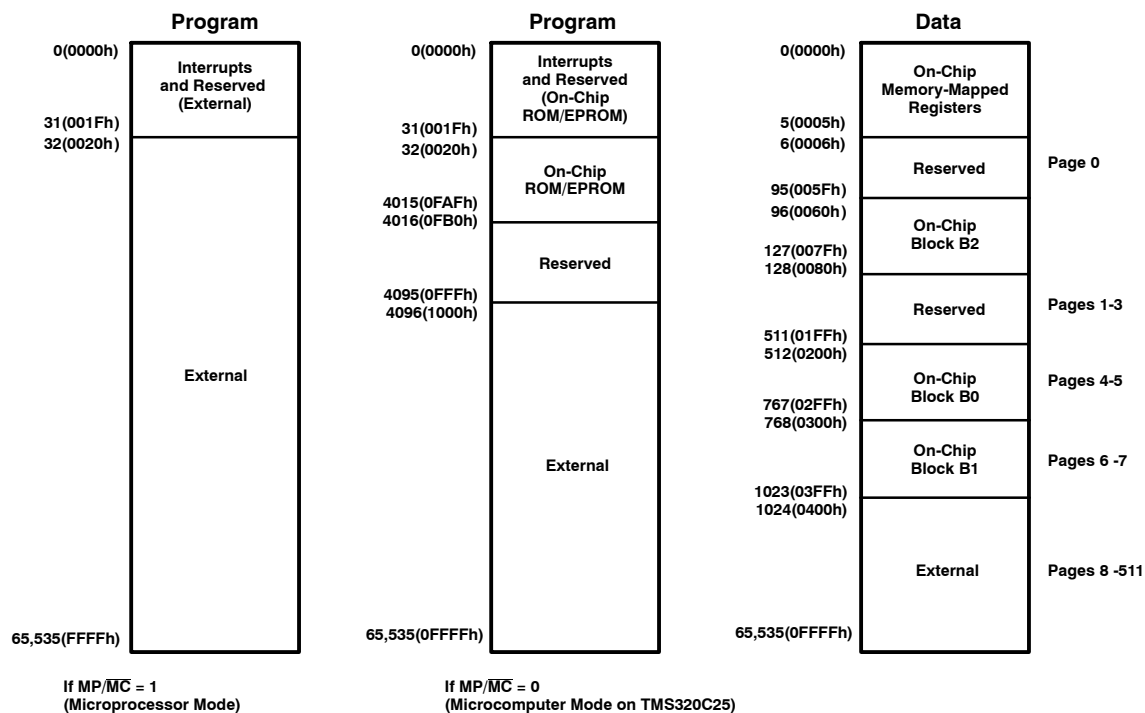 Program
0(0000h)
Interrupts
and Reserved
(External)
31(001Fh)
32(0020h)
External
65,535(FFFFh)
If MP/M̅C̅ = 1
(Microprocessor Mode)
Program
0(0000h)
Interrupts
and Reserved
(On-Chip
ROM/EPROM)
31(001Fh)
32(0020h)
On-Chip
ROM/EPROM
4015(0FAFh)
4016(0FB0h)
Reserved
4095(0FFFh)
4096(1000h)
External
65,535(0FFFFh)
If MP/M̅C̅ = 0
(Microcomputer Mode on TMS320C25)
Data
0(0000h)
On-Chip
Memory-Mapped
Registers
5(0005h)
6(0006h)
Reserved
Page 0
95(005Fh)
96(0060h)
On-Chip
Block B2
127(007Fh)
128(0080h)
Reserved
Pages 1-3
511(01FFh)
512(0200h)
On-Chip
Block B0
Pages 4-5
767(02FFh)
768(0300h)
On-Chip
Block B1
Pages 6 -7
1023(03FFh)
1024(0400h)
External
Pages 8 -511
65,535(0FFFFh)